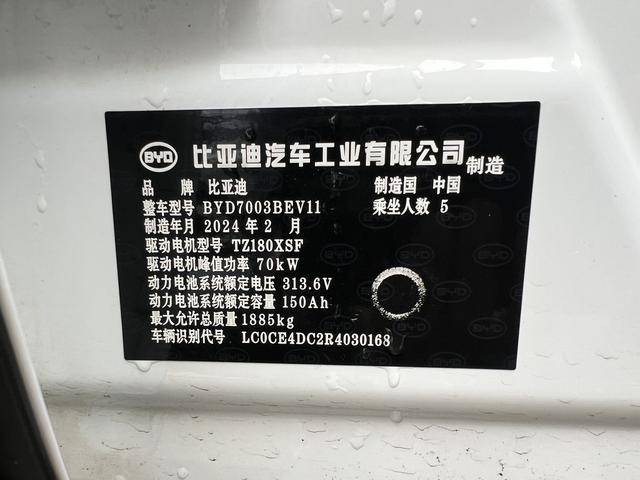 BYD 比亚迪汽车工业有限公司 制造
品 牌 比亚迪 制造国 中国
整车型号 BYD7003BEV11 乘坐人数 5
制造年月 2024 年 2 月
驱动电机型号 TZ180XSF
驱动电机峰值功率 70kW
动力电池系统额定电压 313.6V
动力电池系统额定容量 150Ah
最大允许总质量 1885kg
车辆识别代号 LC0CE4DC2R4030168